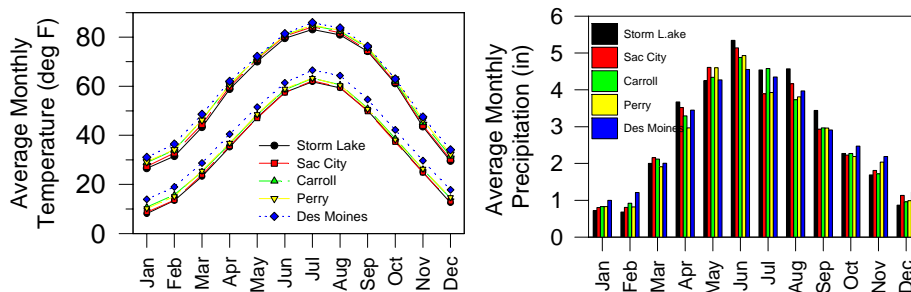 Average Monthly
Temperature (deg F)
80
60
40
20
0
Storm Lake
Sac City
Carroll
Perry
Des Moines
Jan
Feb
Mar
Apr
May
Jun
Jul
Aug
Sep
Oct
Nov
Dec
Average Monthly
Precipitation (in)
6
5
4
3
2
1
0
Storm Lake
Sac City
Carroll
Perry
Des Moines
Jan
Feb
Mar
Apr
May
Jun
Jul
Aug
Sep
Oct
Nov
Dec